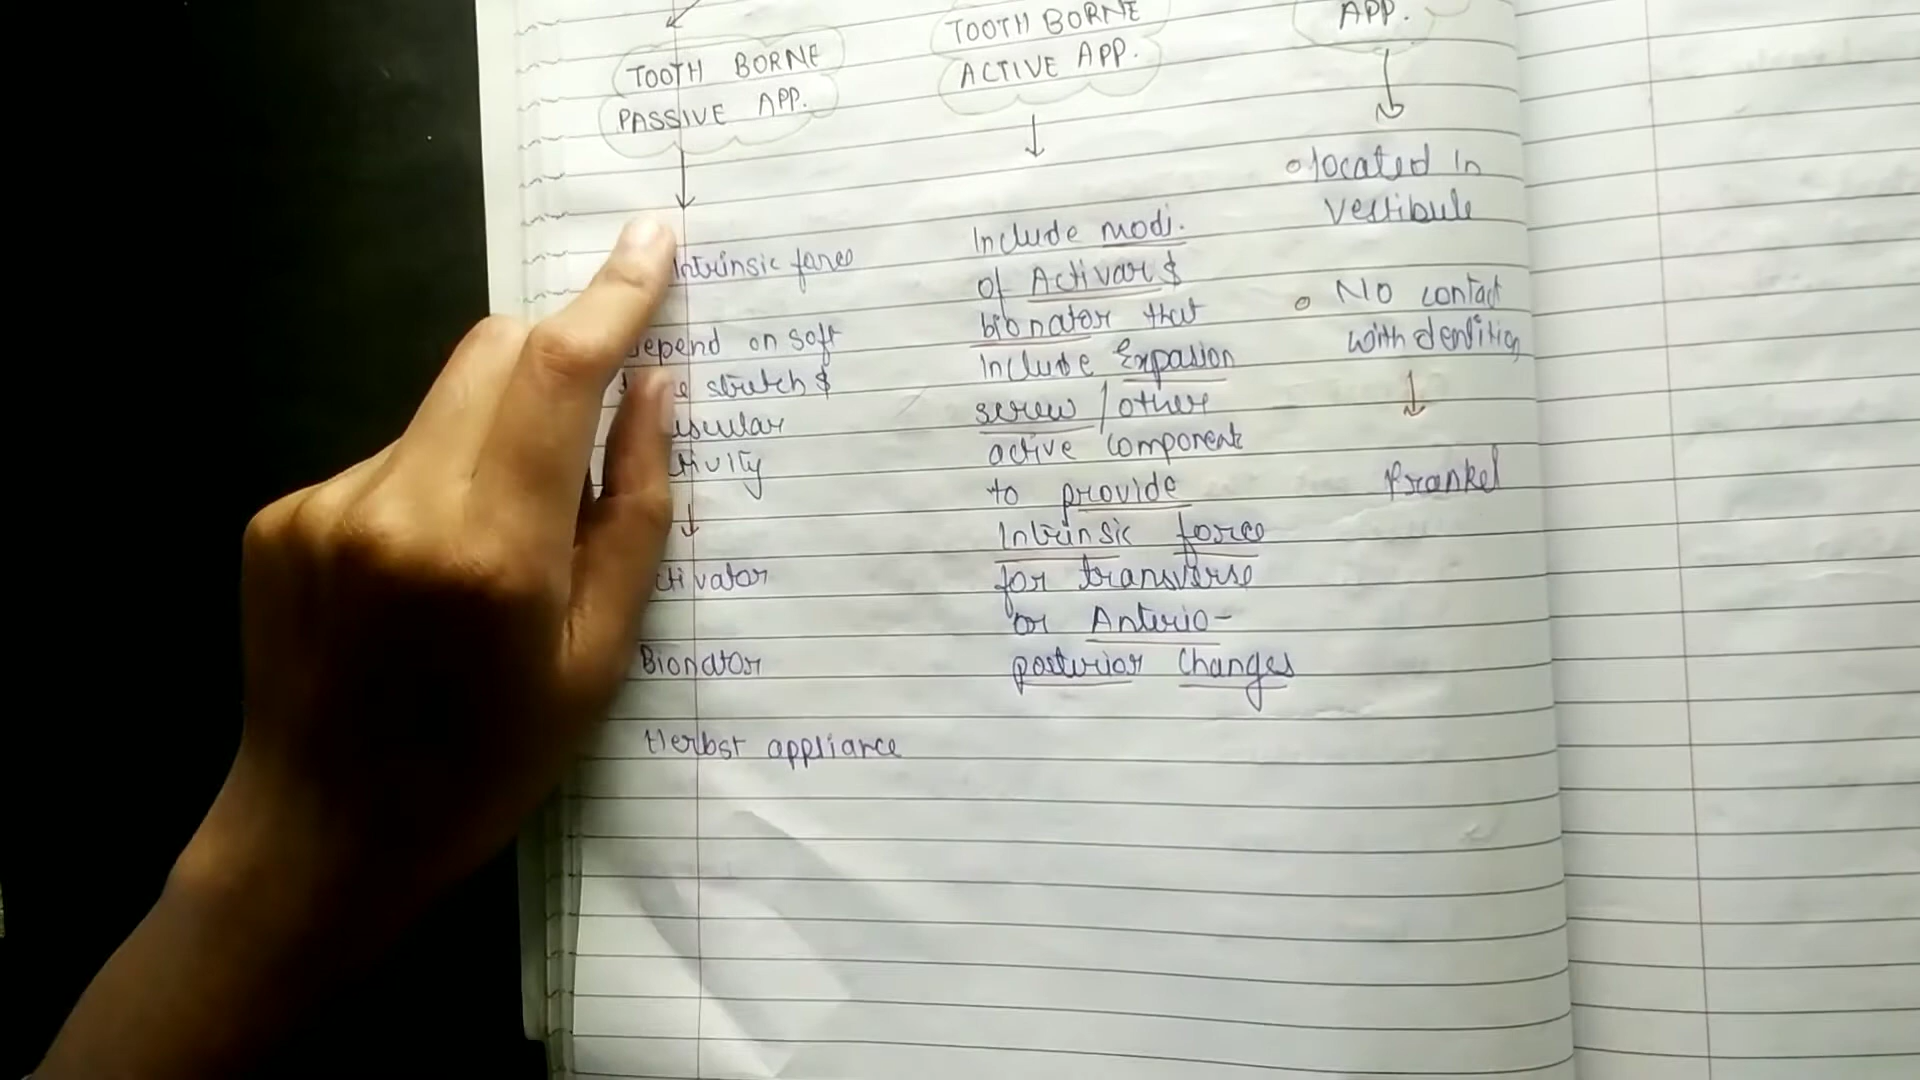 TOOTH BORNE
PASSIVE APP.
Intrinsic force
depend on soft
stretch &
Activator
Bionator
Herbst appliance
TOOTH BORNE
ACTIVE APP.
Include modi.
of Activar &
bionator that
Include Expasion
screw / other
active component
to provide
Intrinsic force
for transverse
or Anterio-
posterior changes
APP.
located in
vestibule
No contact
with dentition
frankel